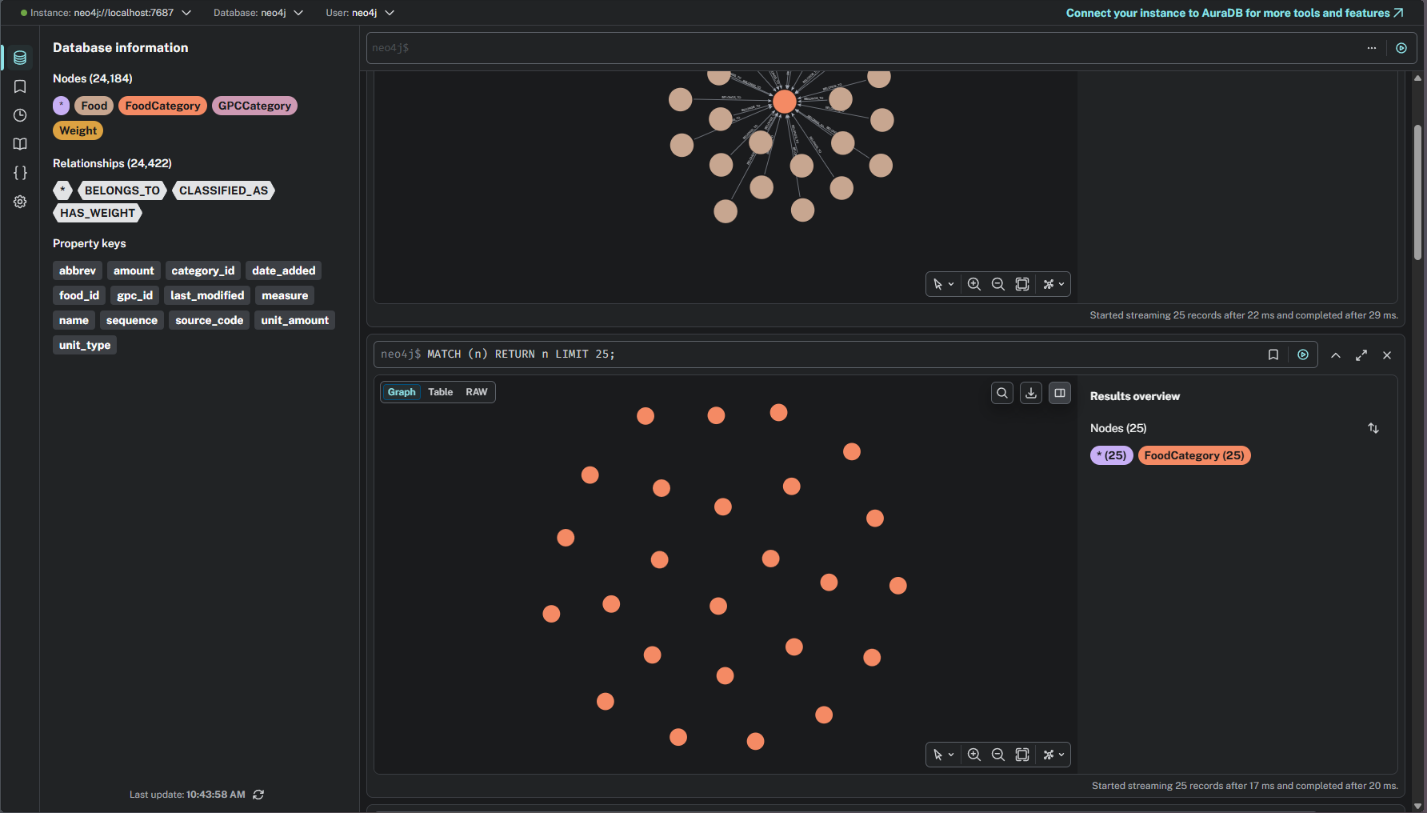 Instance: neo4j://localhost:7687 Database: neo4j User: neo4j Connect your instance to AuraDB for more tools and features
Database information
Nodes (24,184)
* Food FoodCategory GPCCategory
Weight
Relationships (24,422)
* BELONGS_TO CLASSIFIED_AS
HAS_WEIGHT
Property keys
abbrev amount category_id date_added
food_id gpc_id last_modified measure
name sequence source_code unit_amount
unit_type
Last update: 10:43:58 AM
neo4j$
Started streaming 25 records after 22 ms and completed after 29 ms.
neo4j$ MATCH (n) RETURN n LIMIT 25;
Graph Table RAW
Results overview
Nodes (25)
* (25) FoodCategory (25)
Started streaming 25 records after 17 ms and completed after 20 ms.